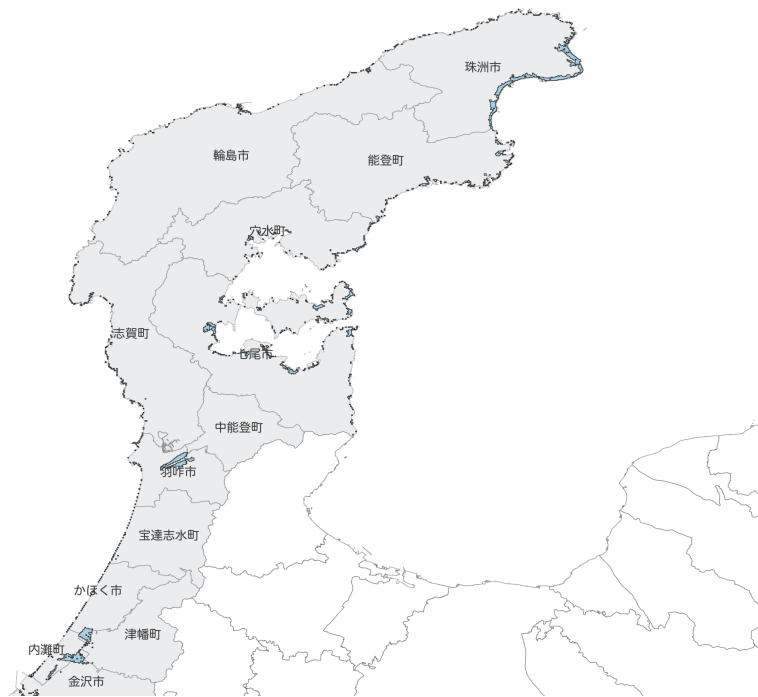 珠洲市
輪島市
能登町
穴水町
志賀町
七尾市
中能登町
羽咋市
宝達志水町
かほく市
津幡町
内灘町
金沢市